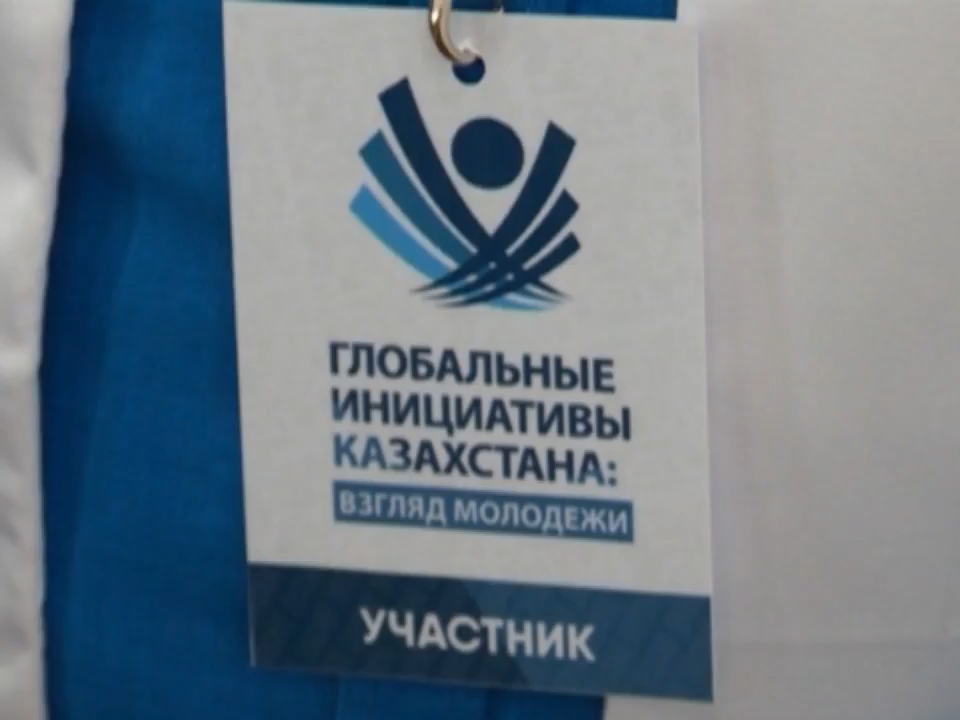 ГЛОБАЛЬНЫЕ
ИНИЦИАТИВЫ
КАЗАХСТАНА:
ВЗГЛЯД МОЛОДЕЖИ
УЧАСТНИК